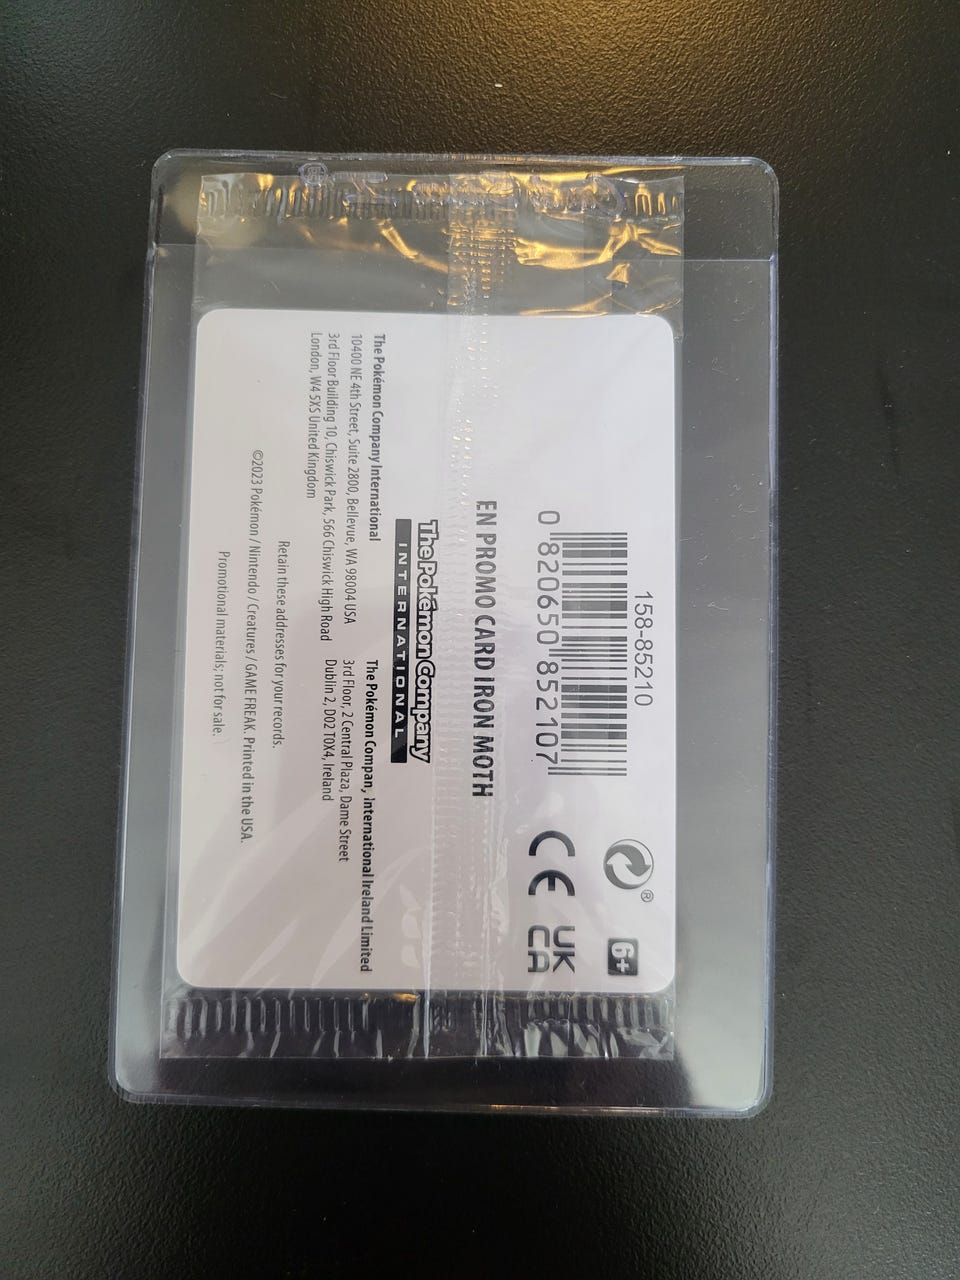 158-85210
0 820650 852107
6+
®
CE
UK
CA
EN PROMO CARD IRON MOTH
The Pokémon Company
INTERNATIONAL
The Pokémon Company International
10400 NE 4th Street, Suite 2800, Bellevue, WA 98004 USA
3rd Floor Building 10, Chiswick Park, 566 Chiswick High Road
London, W4 5XS United Kingdom
The Pokémon Compan, International Ireland Limited
3rd Floor, 2 Central Plaza, Dame Street
Dublin 2, D02 T0X4, Ireland
Retain these addresses for your records.
©2023 Pokémon / Nintendo / Creatures / GAME FREAK. Printed in the USA.
Promotional materials; not for sale.